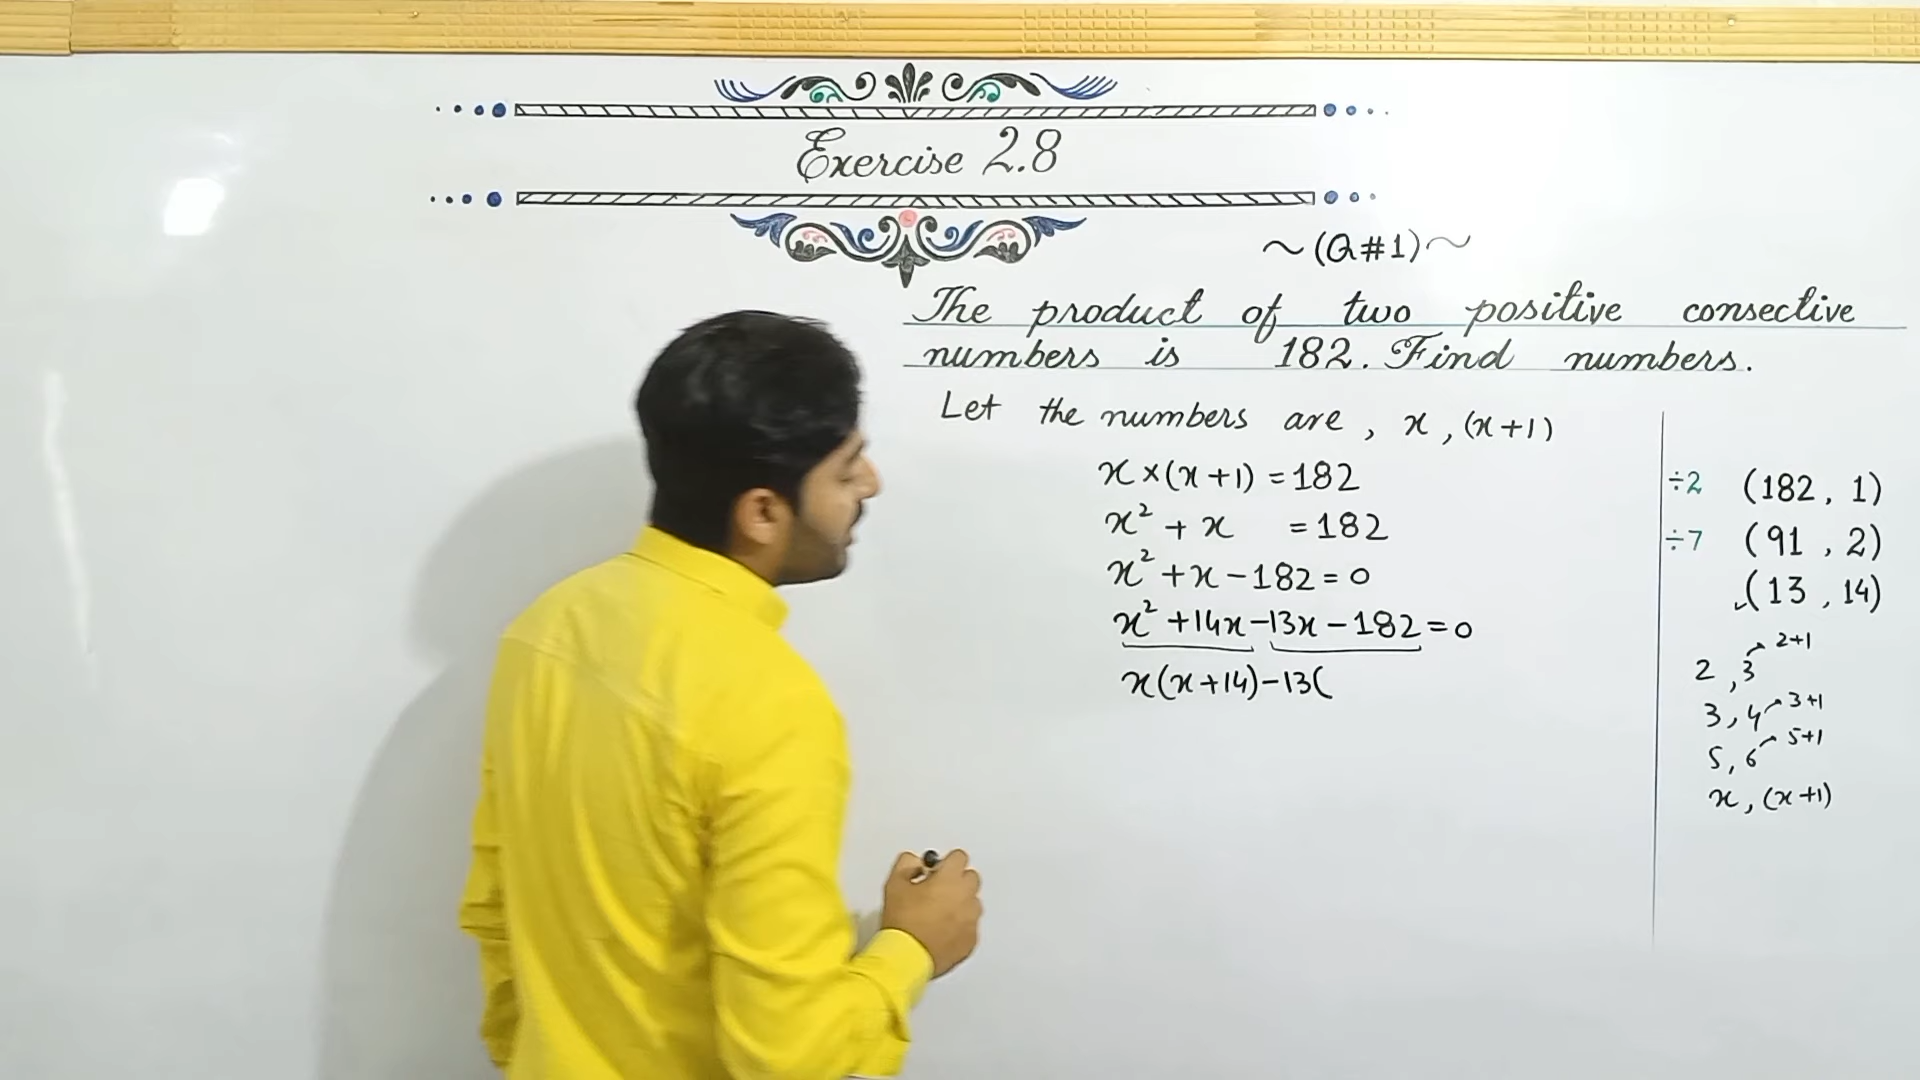 Exercise 2.8
~(Q#1)~
The product of two positive consective
numbers is 182. Find numbers.
Let the numbers are, x, (x+1)
x×(x+1) = 182
x² + x = 182
x² + x - 182 = 0
x² + 14x - 13x - 182 = 0
x(x+14) - 13(
÷2 (182, 1)
÷7 (91, 2)
(13, 14)
2, 3 2+1
3, 4 3+1
5, 6 5+1
x, (x+1)